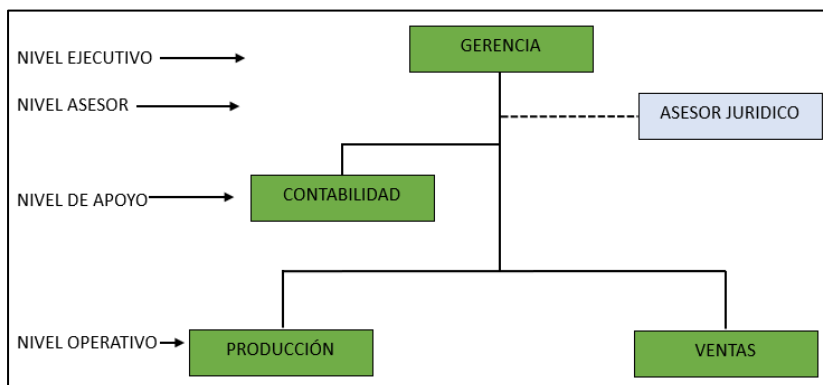 GERENCIA
NIVEL EJECUTIVO
NIVEL ASESOR
ASESOR JURIDICO
NIVEL DE APOYO
CONTABILIDAD
NIVEL OPERATIVO
PRODUCCIÓN
VENTAS